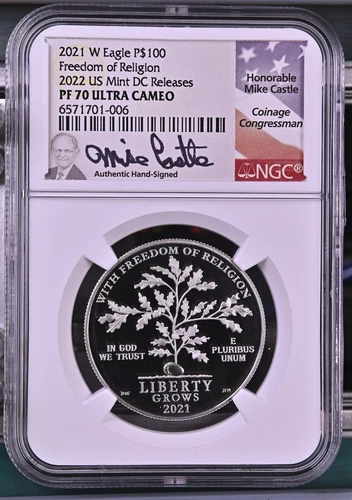 2021 W Eagle P$100
Freedom of Religion
2022 US Mint DC Releases
PF 70 ULTRA CAMEO
6571701-006
Mike Castle
Authentic Hand-Signed
Honorable
Mike Castle
Coinage
Congressman
NGC®
WITH FREEDOM OF RELIGION
IN GOD
WE TRUST
E
PLURIBUS
UNUM
LIBERTY
GROWS
2021